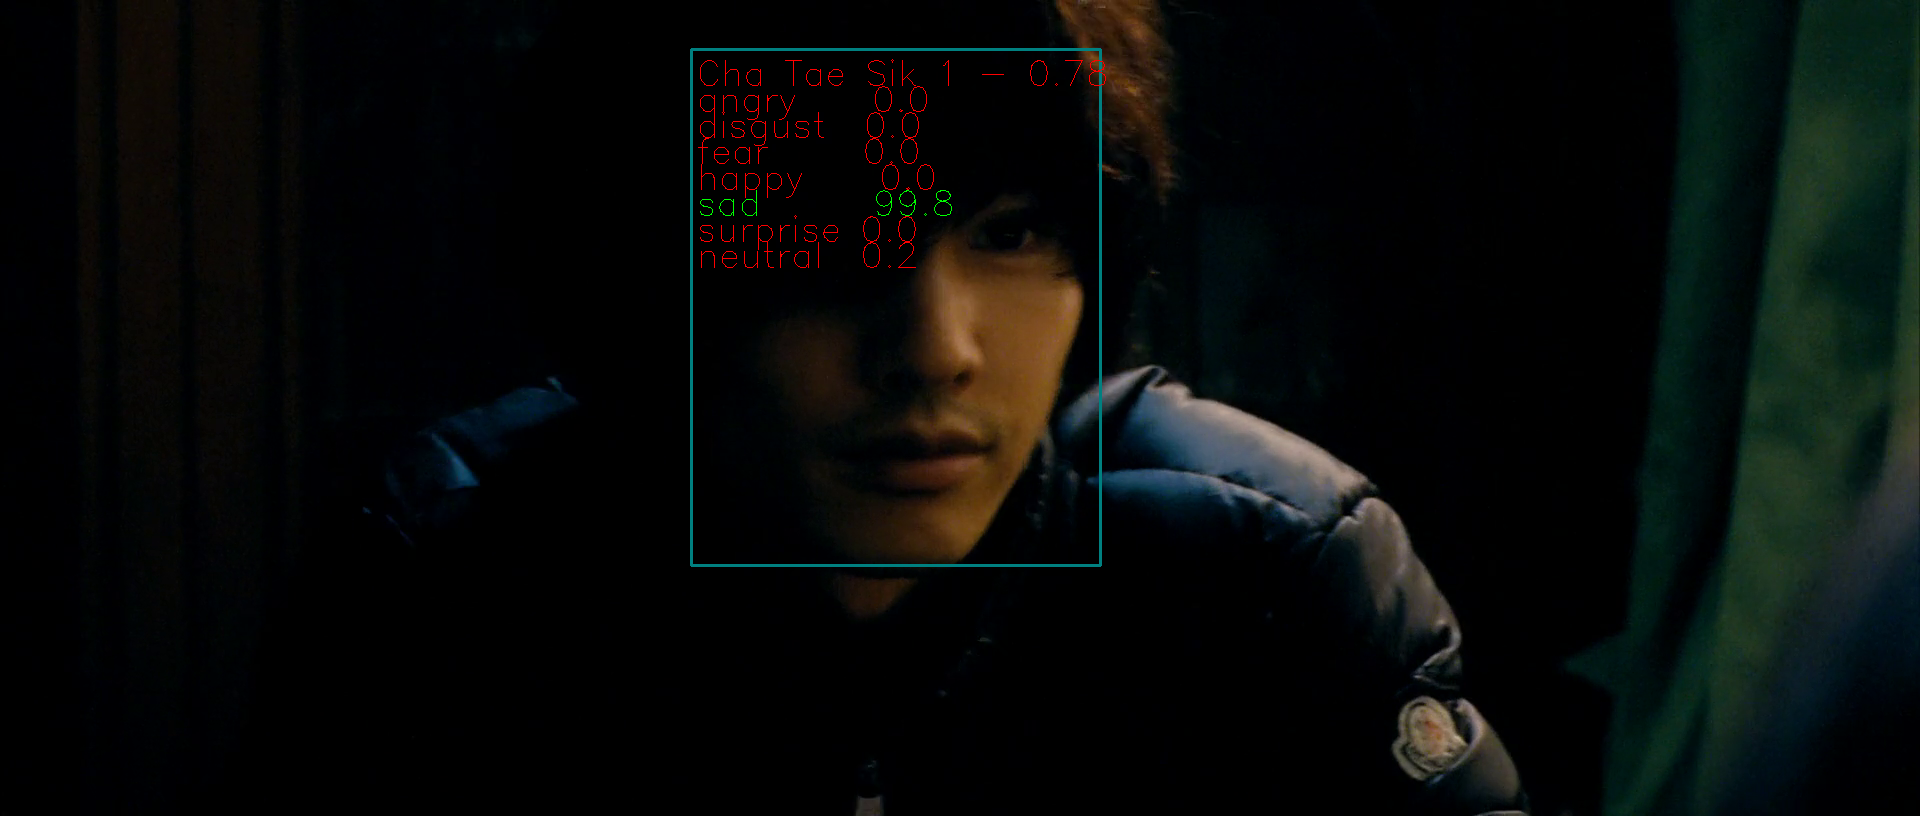 Cha Tae Sik 1 - 0.78
angry 0.0
disgust 0.0
fear 0.0
happy 0.0
sad 99.8
surprise 0.0
neutral 0.2